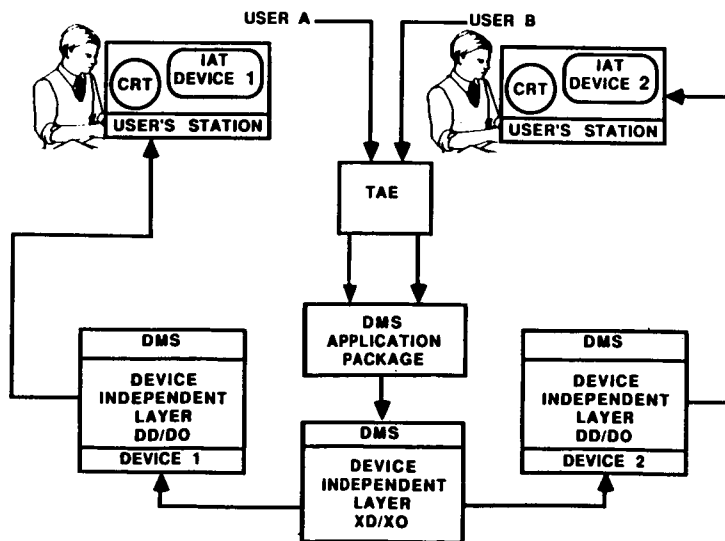 USER A
USER B
CRT
IAT
DEVICE 1
USER'S STATION
CRT
IAT
DEVICE 2
USER'S STATION
TAE
DMS
APPLICATION
PACKAGE
DMS
DEVICE
INDEPENDENT
LAYER
DD/DO
DEVICE 1
DMS
DEVICE
INDEPENDENT
LAYER
XD/XO
DMS
DEVICE
INDEPENDENT
LAYER
DD/DO
DEVICE 2